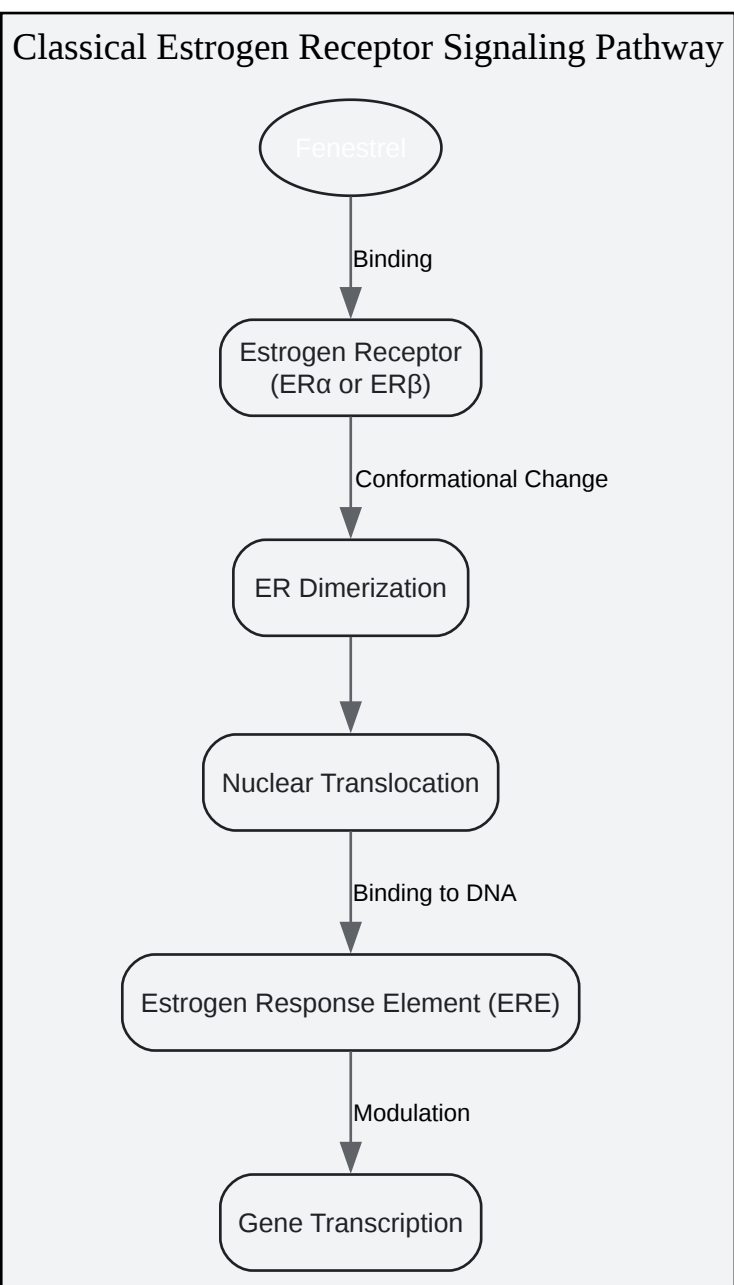 Classical Estrogen Receptor Signaling Pathway
Fenestrel
Binding
Estrogen Receptor
(ERα or ERβ)
Conformational Change
ER Dimerization
Nuclear Translocation
Binding to DNA
Estrogen Response Element (ERE)
Modulation
Gene Transcription